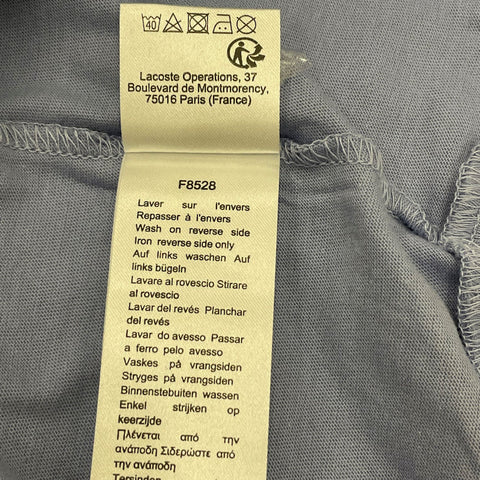 40
Lacoste Operations, 37
Boulevard de Montmorency,
75016 Paris (France)
F8528
Laver sur l'envers
Repasser à l'envers
Wash on reverse side
Iron reverse side only
Auf links waschen Auf
links bügeln
Lavare al rovescio Stirare
al rovescio
Lavar del revés Planchar
del revés
Lavar do avesso Passar
a ferro pelo avesso
Vaskes på vrangsiden
Stryges på vrangsiden
Binnenstebuiten wassen
Enkel strijken op
keerzijde
Πλένεται από την
ανάποδη Σιδερώστε από
την ανάποδη
Tersinden